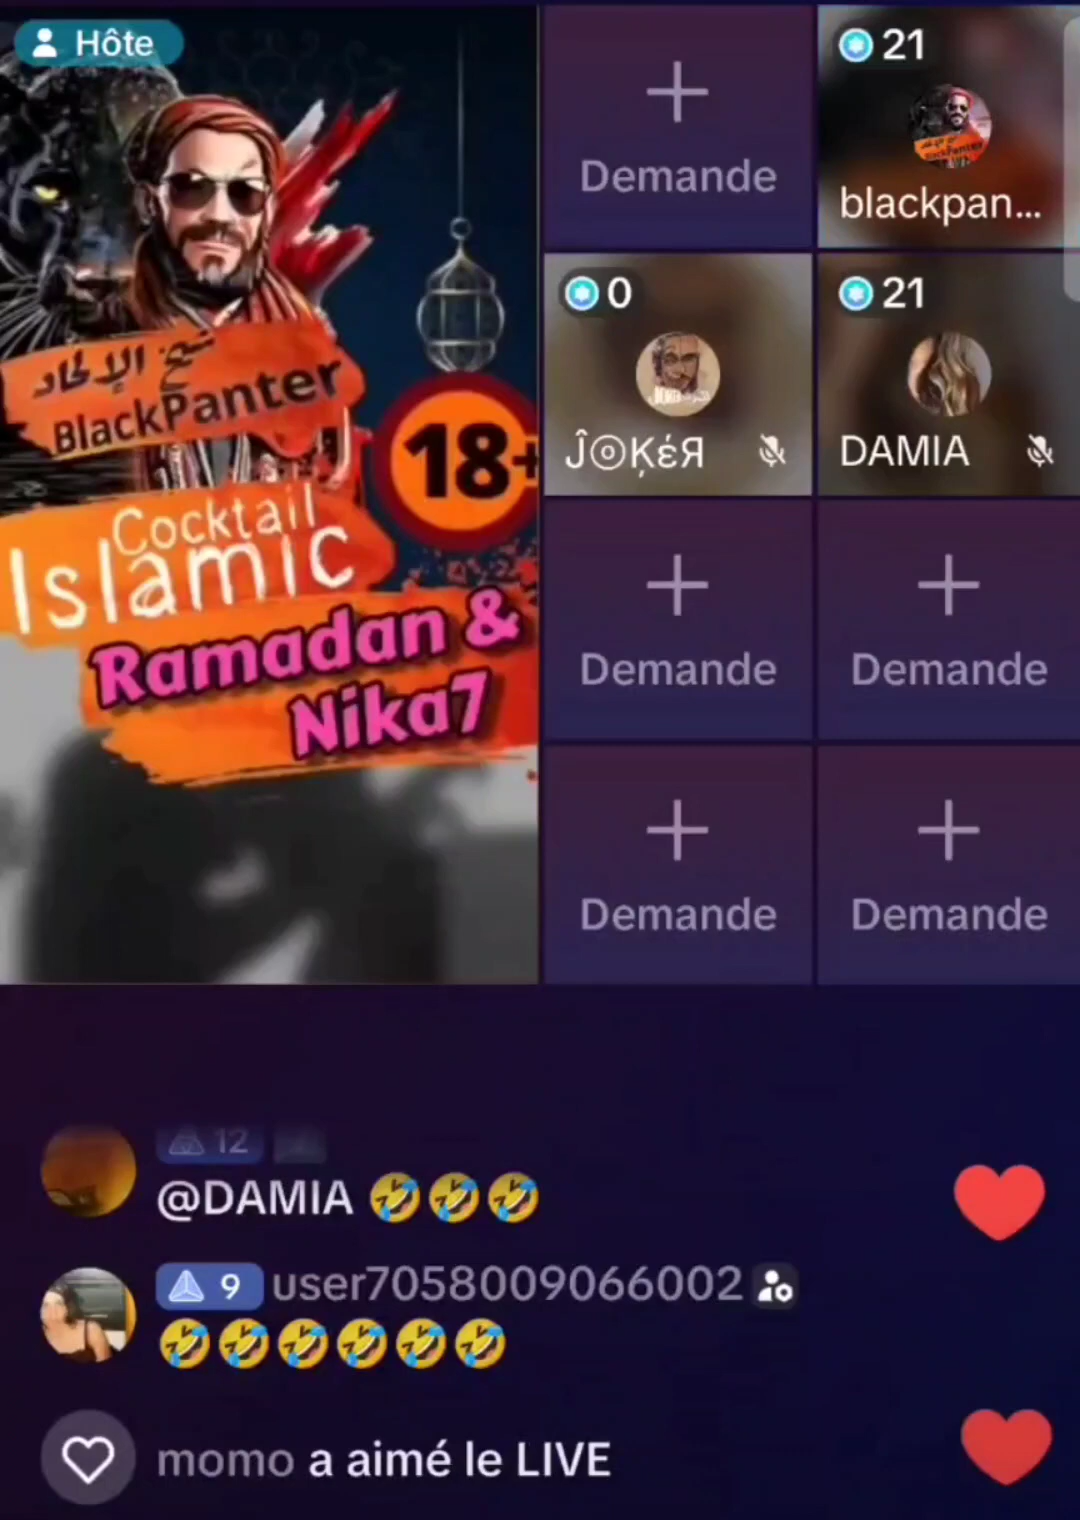 Hôte
شيخ الإلحاد
BlackPanter
18+
Cocktail
Islamic
Ramadan &
Nika7
Demande
21
blackpan...
0
Ĵ⊙ĶέЯ
21
DAMIA
Demande
Demande
Demande
Demande
12
@DAMIA 🤣🤣🤣
9 user7058009066002
🤣🤣🤣🤣🤣🤣
momo a aimé le LIVE